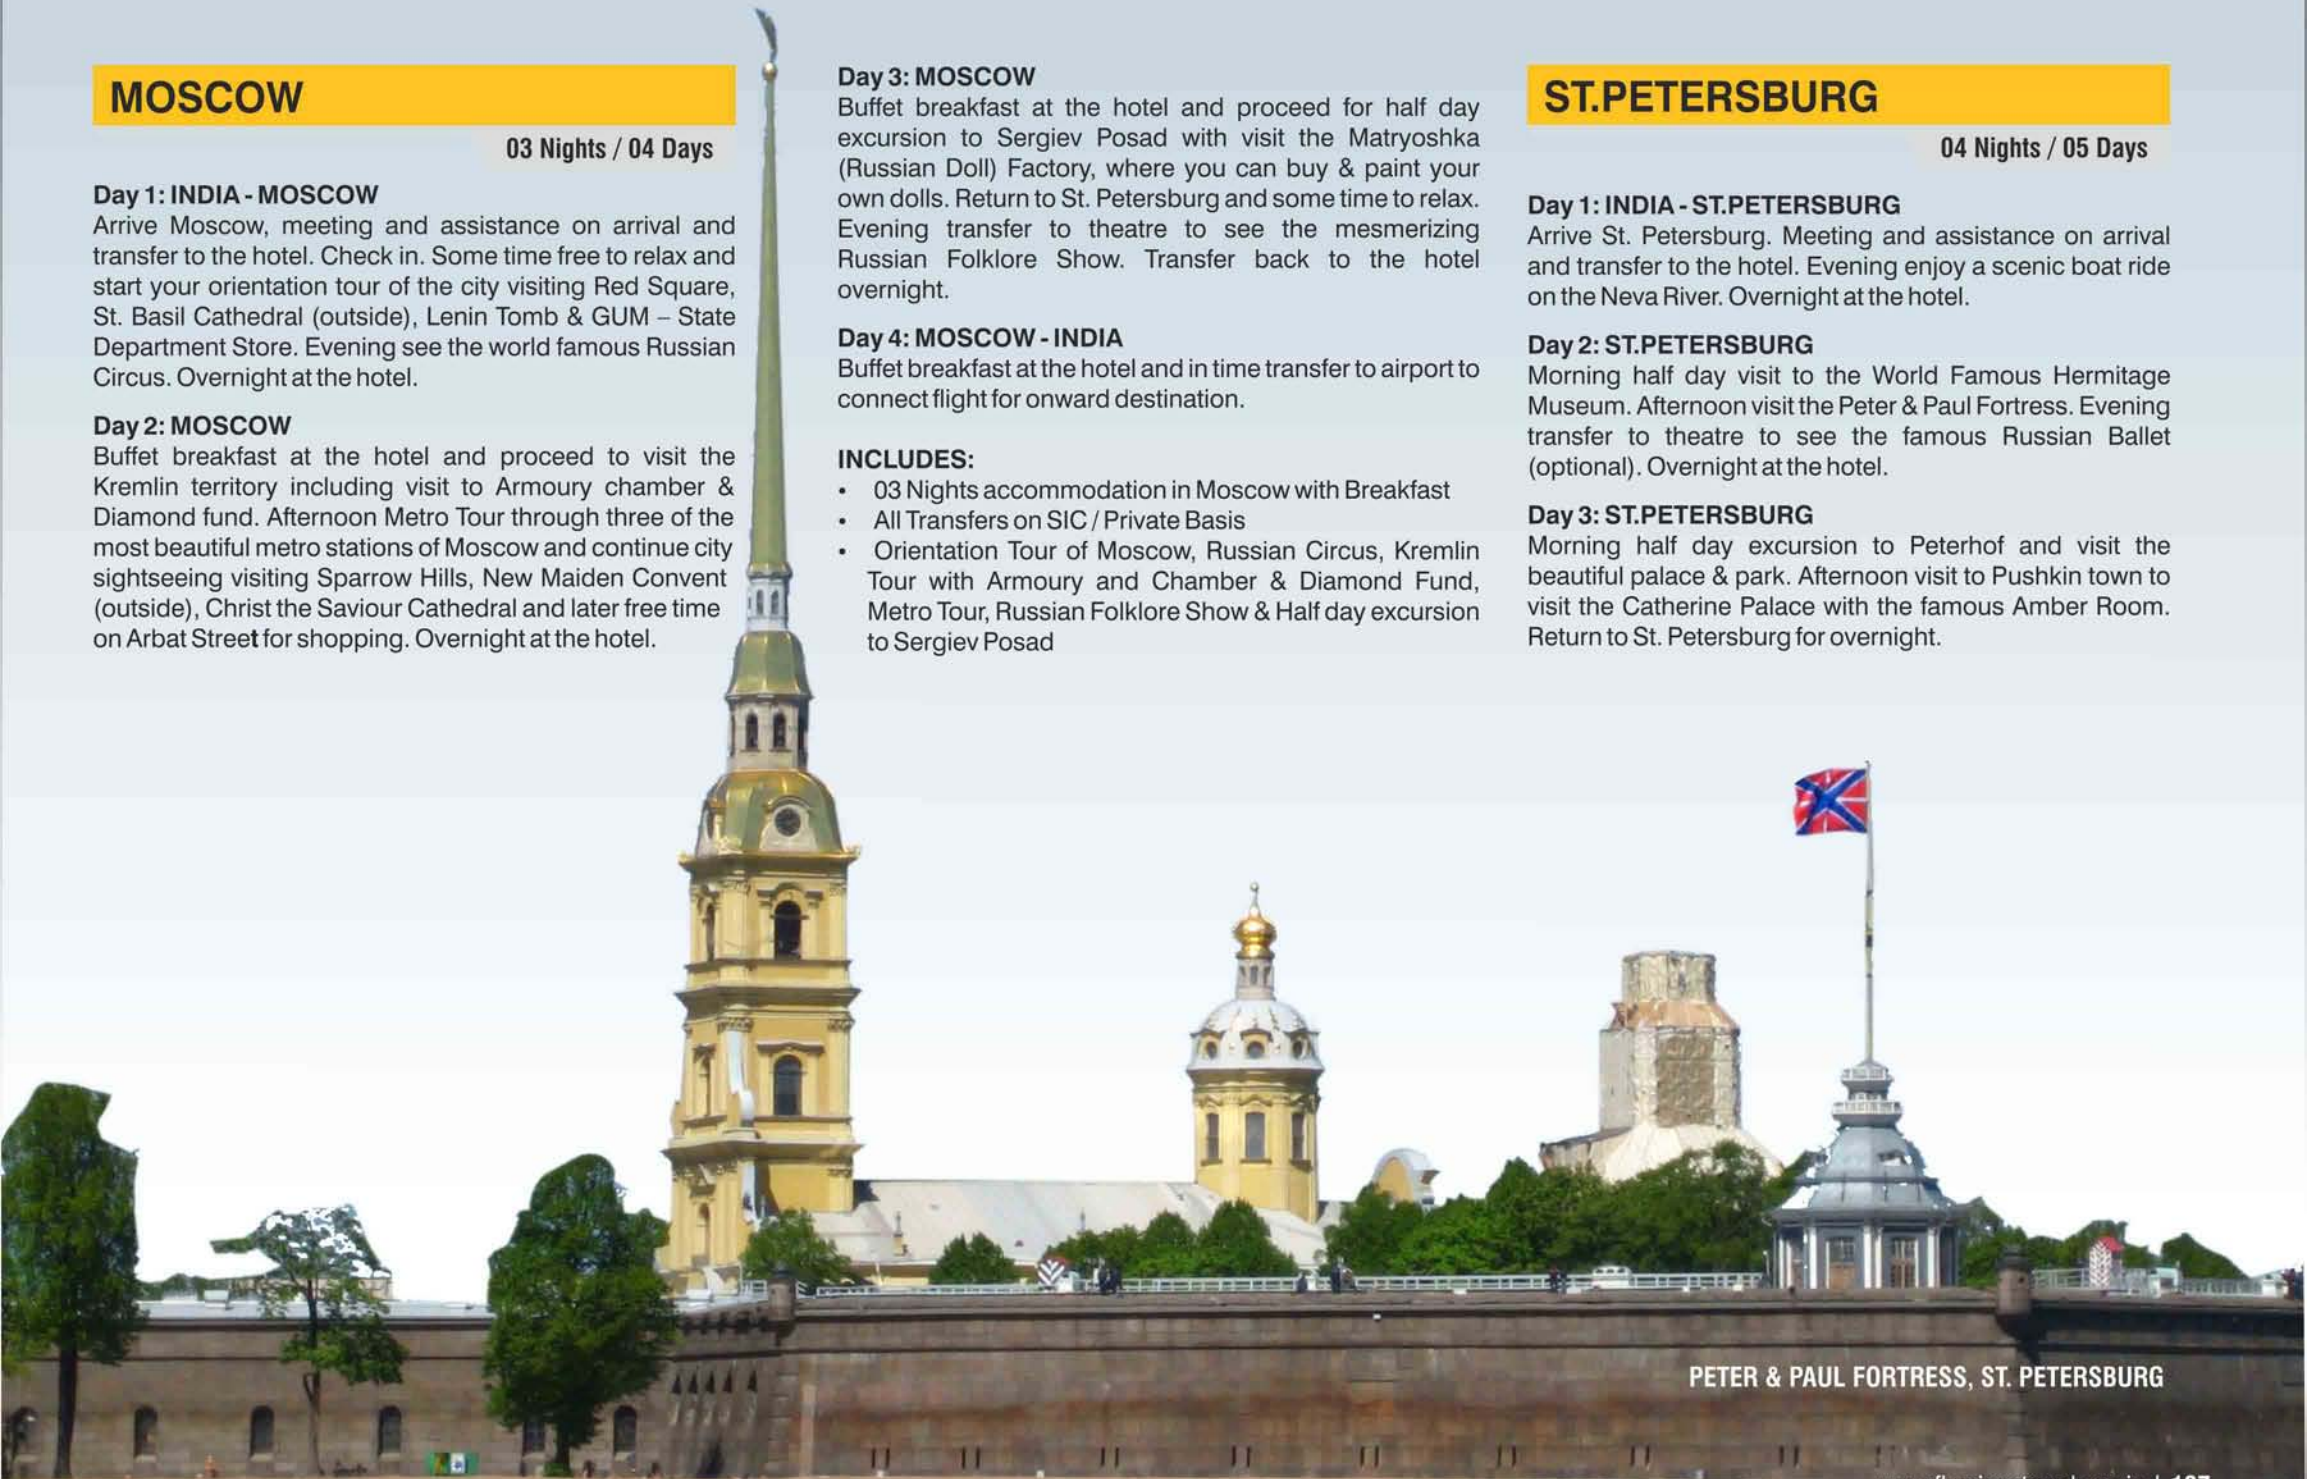 MOSCOW
03 Nights / 04 Days
Day 1: INDIA - MOSCOW
Arrive Moscow, meeting and assistance on arrival and
transfer to the hotel. Check in. Some time free to relax and
start your orientation tour of the city visiting Red Square,
St. Basil Cathedral (outside), Lenin Tomb & GUM – State
Department Store. Evening see the world famous Russian
Circus. Overnight at the hotel.
Day 2: MOSCOW
Buffet breakfast at the hotel and proceed to visit the
Kremlin territory including visit to Armoury chamber &
Diamond fund. Afternoon Metro Tour through three of the
most beautiful metro stations of Moscow and continue city
sightseeing visiting Sparrow Hills, New Maiden Convent
(outside), Christ the Saviour Cathedral and later free time
on Arbat Street for shopping. Overnight at the hotel.
Day 3: MOSCOW
Buffet breakfast at the hotel and proceed for half day
excursion to Sergiev Posad with visit the Matryoshka
(Russian Doll) Factory, where you can buy & paint your
own dolls. Return to St. Petersburg and some time to relax.
Evening transfer to theatre to see the mesmerizing
Russian Folklore Show. Transfer back to the hotel
overnight.
Day 4: MOSCOW - INDIA
Buffet breakfast at the hotel and in time transfer to airport to
connect flight for onward destination.
INCLUDES:
• 03 Nights accommodation in Moscow with Breakfast
• All Transfers on SIC / Private Basis
• Orientation Tour of Moscow, Russian Circus, Kremlin
Tour with Armoury and Chamber & Diamond Fund,
Metro Tour, Russian Folklore Show & Half day excursion
to Sergiev Posad
ST.PETERSBURG
04 Nights / 05 Days
Day 1: INDIA - ST.PETERSBURG
Arrive St. Petersburg. Meeting and assistance on arrival
and transfer to the hotel. Evening enjoy a scenic boat ride
on the Neva River. Overnight at the hotel.
Day 2: ST.PETERSBURG
Morning half day visit to the World Famous Hermitage
Museum. Afternoon visit the Peter & Paul Fortress. Evening
transfer to theatre to see the famous Russian Ballet
(optional). Overnight at the hotel.
Day 3: ST.PETERSBURG
Morning half day excursion to Peterhof and visit the
beautiful palace & park. Afternoon visit to Pushkin town to
visit the Catherine Palace with the famous Amber Room.
Return to St. Petersburg for overnight.
PETER & PAUL FORTRESS, ST. PETERSBURG